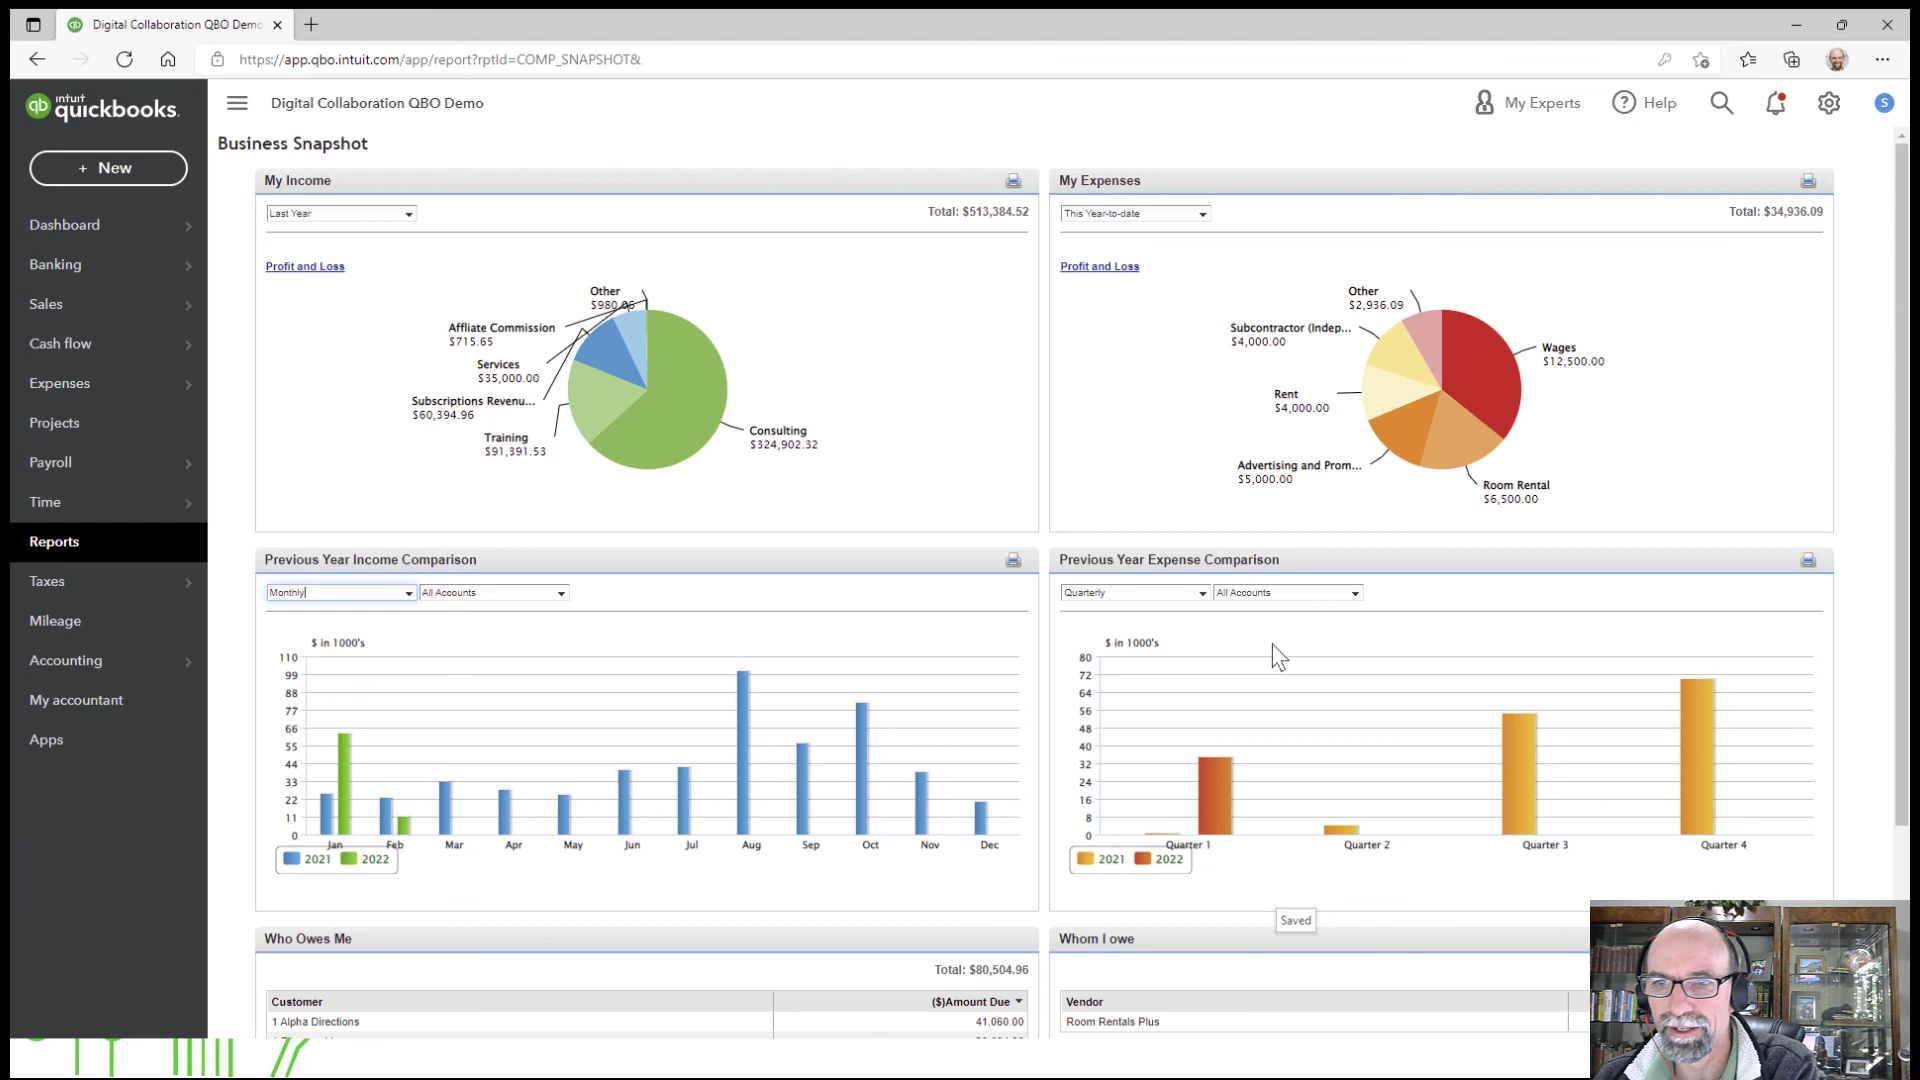 Digital Collaboration QBO Demo
https://app.qbo.intuit.com/app/report?rptId=COMP_SNAPSHOT&
qb intuit quickbooks.
Digital Collaboration QBO Demo
My Experts
Help
S
+ New
Dashboard
Banking
Sales
Cash flow
Expenses
Projects
Payroll
Time
Reports
Taxes
Mileage
Accounting
My accountant
Apps
Business Snapshot
My Income
Last Year
Total: $513,384.52
Profit and Loss
Other
$980.06
Affliate Commission
$715.65
Services
$35,000.00
Subscriptions Revenu...
$60,394.96
Training
$91,391.53
Consulting
$324,902.32
My Expenses
This Year-to-date
Total: $34,936.09
Profit and Loss
Other
$2,936.09
Subcontractor (Indep...
$4,000.00
Wages
$12,500.00
Rent
$4,000.00
Advertising and Prom...
$5,000.00
Room Rental
$6,500.00
Previous Year Income Comparison
Monthly
All Accounts
$ in 1000's
110
99
88
77
66
55
44
33
22
11
0
Jan Feb Mar Apr May Jun Jul Aug Sep Oct Nov Dec
2021 2022
Previous Year Expense Comparison
Quarterly
All Accounts
$ in 1000's
80
72
64
56
48
40
32
24
16
8
0
Quarter 1 Quarter 2 Quarter 3 Quarter 4
2021 2022
Saved
Who Owes Me
Total: $80,504.96
Customer ($)Amount Due
1 Alpha Directions 41,060.00
Whom I owe
Vendor
Room Rentals Plus